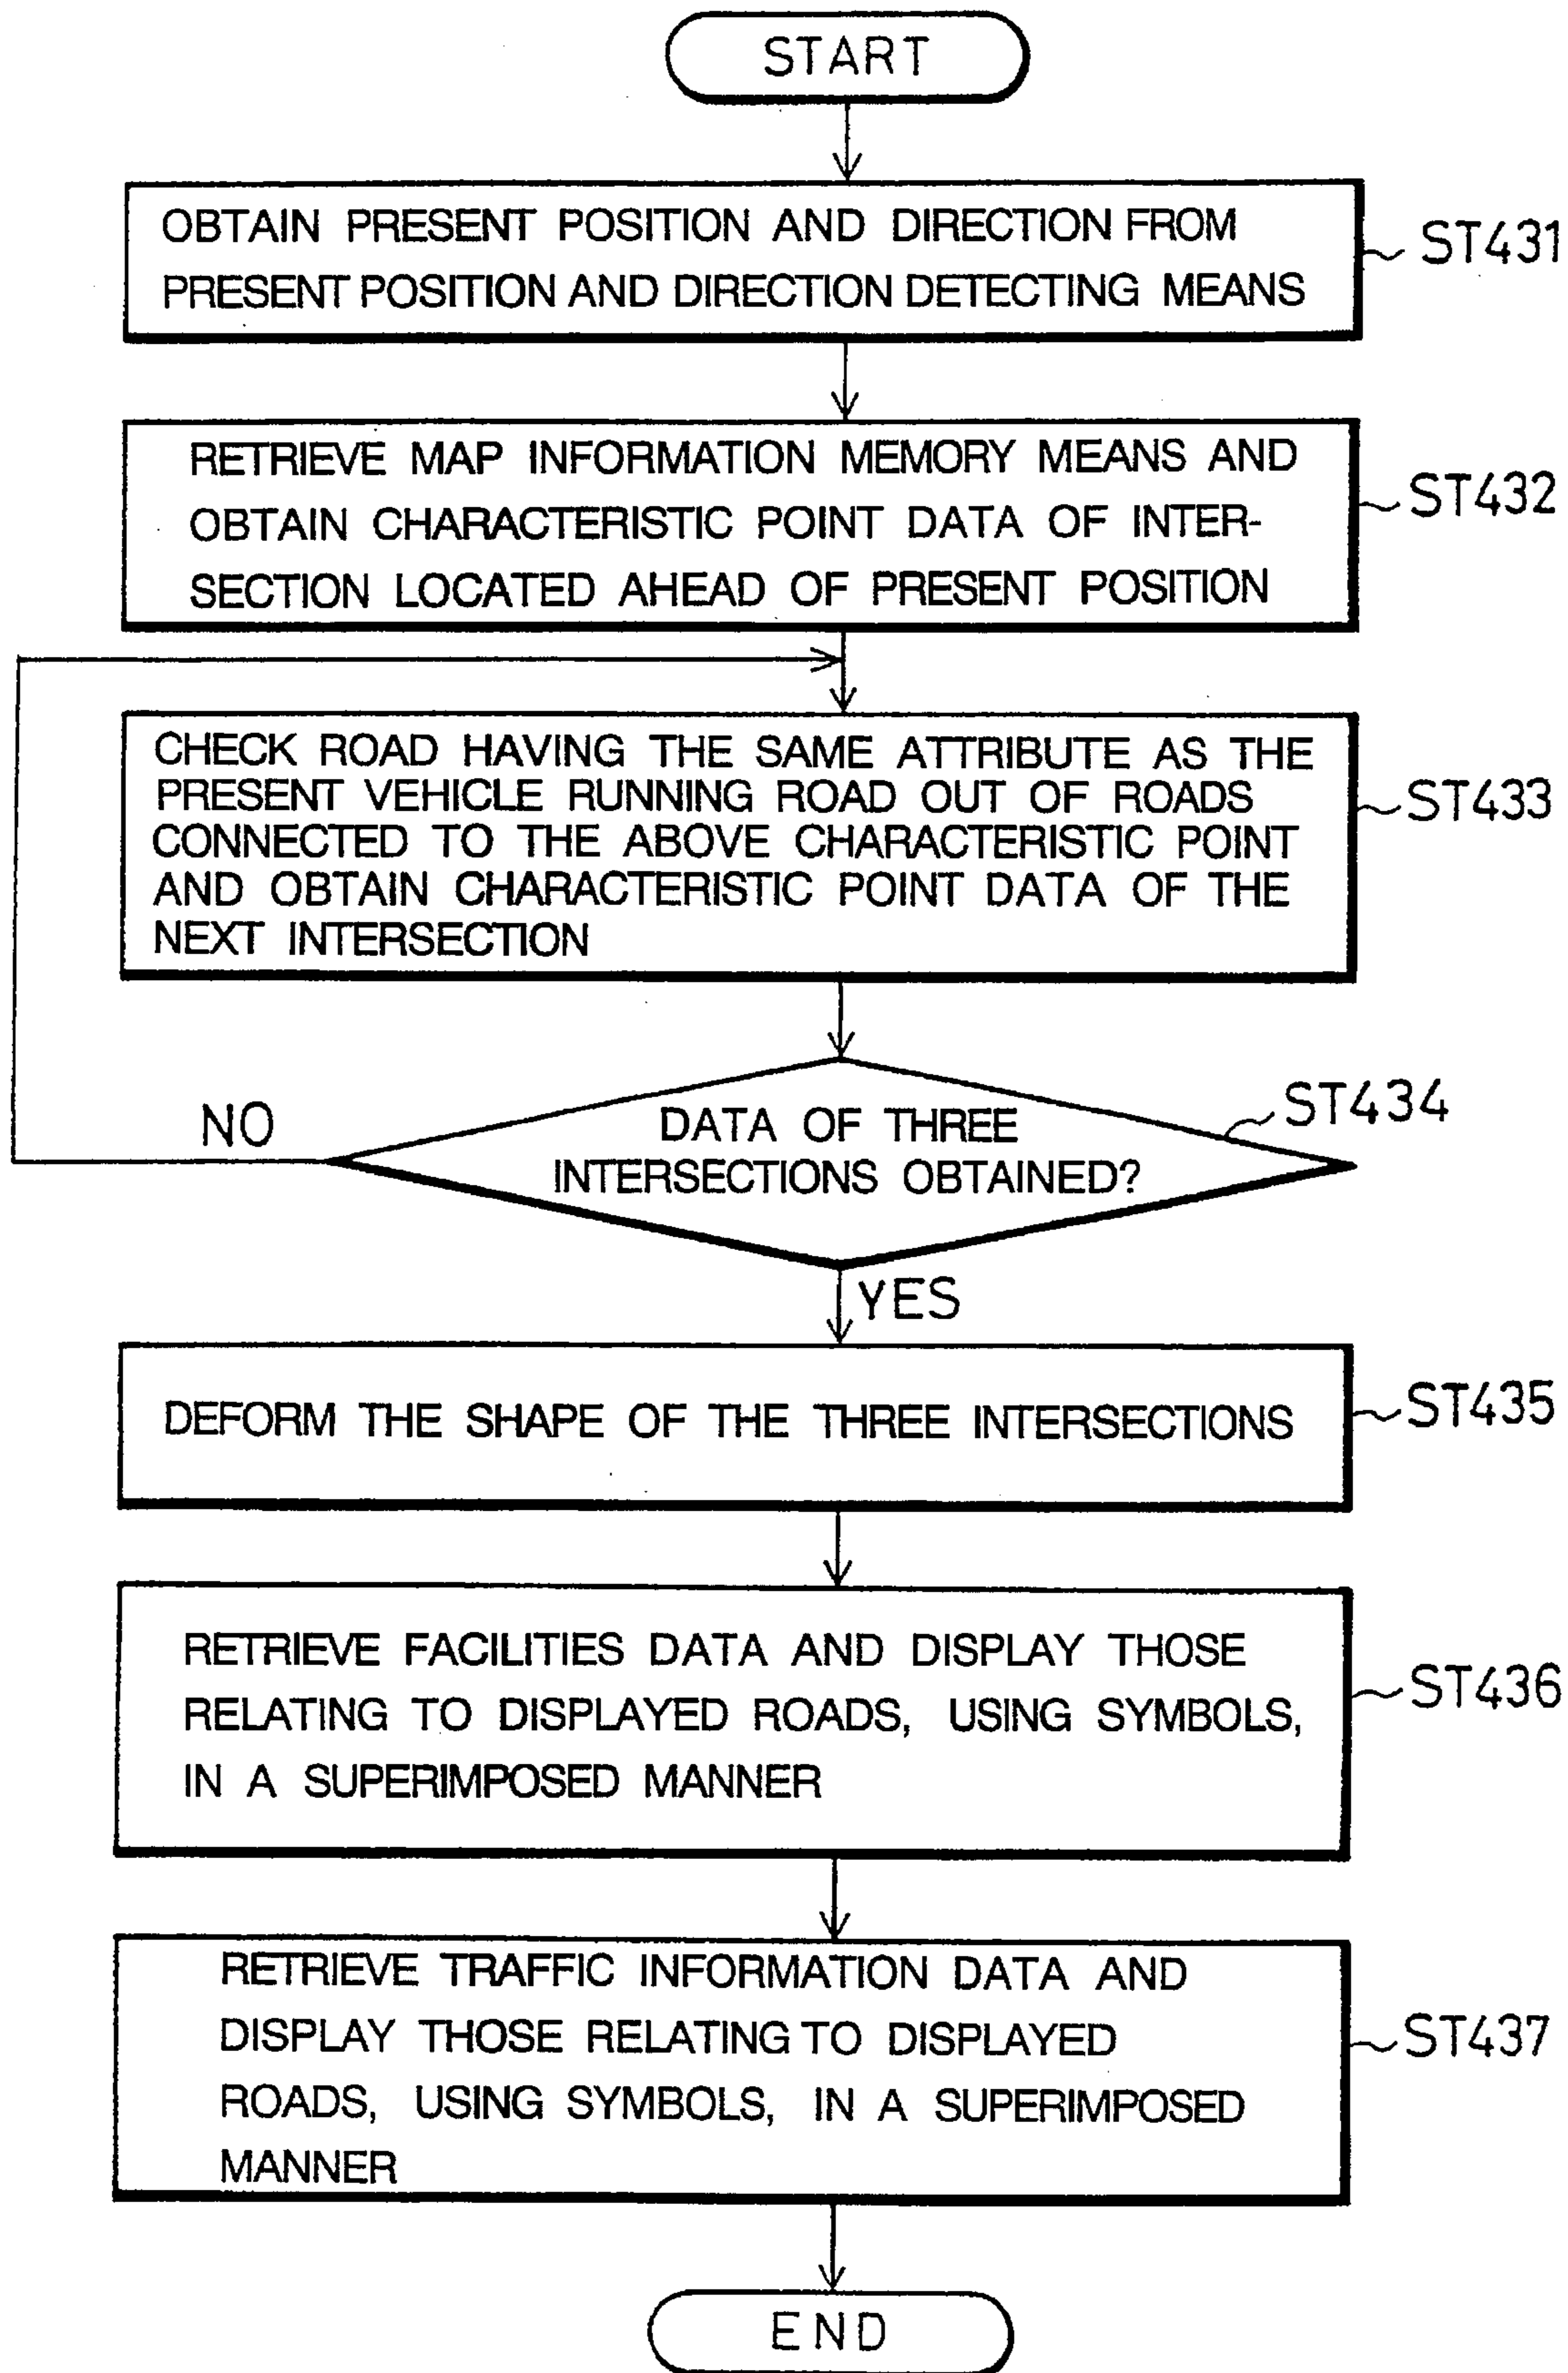 START
OBTAIN PRESENT POSITION AND DIRECTION FROM
PRESENT POSITION AND DIRECTION DETECTING MEANS
ST431
RETRIEVE MAP INFORMATION MEMORY MEANS AND
OBTAIN CHARACTERISTIC POINT DATA OF INTER-
SECTION LOCATED AHEAD OF PRESENT POSITION
ST432
CHECK ROAD HAVING THE SAME ATTRIBUTE AS THE
PRESENT VEHICLE RUNNING ROAD OUT OF ROADS
CONNECTED TO THE ABOVE CHARACTERISTIC POINT
AND OBTAIN CHARACTERISTIC POINT DATA OF THE
NEXT INTERSECTION
ST433
DATA OF THREE
INTERSECTIONS OBTAINED?
ST434
NO
YES
DEFORM THE SHAPE OF THE THREE INTERSECTIONS
ST435
RETRIEVE FACILITIES DATA AND DISPLAY THOSE
RELATING TO DISPLAYED ROADS, USING SYMBOLS,
IN A SUPERIMPOSED MANNER
ST436
RETRIEVE TRAFFIC INFORMATION DATA AND
DISPLAY THOSE RELATING TO DISPLAYED
ROADS, USING SYMBOLS, IN A SUPERIMPOSED
MANNER
ST437
END